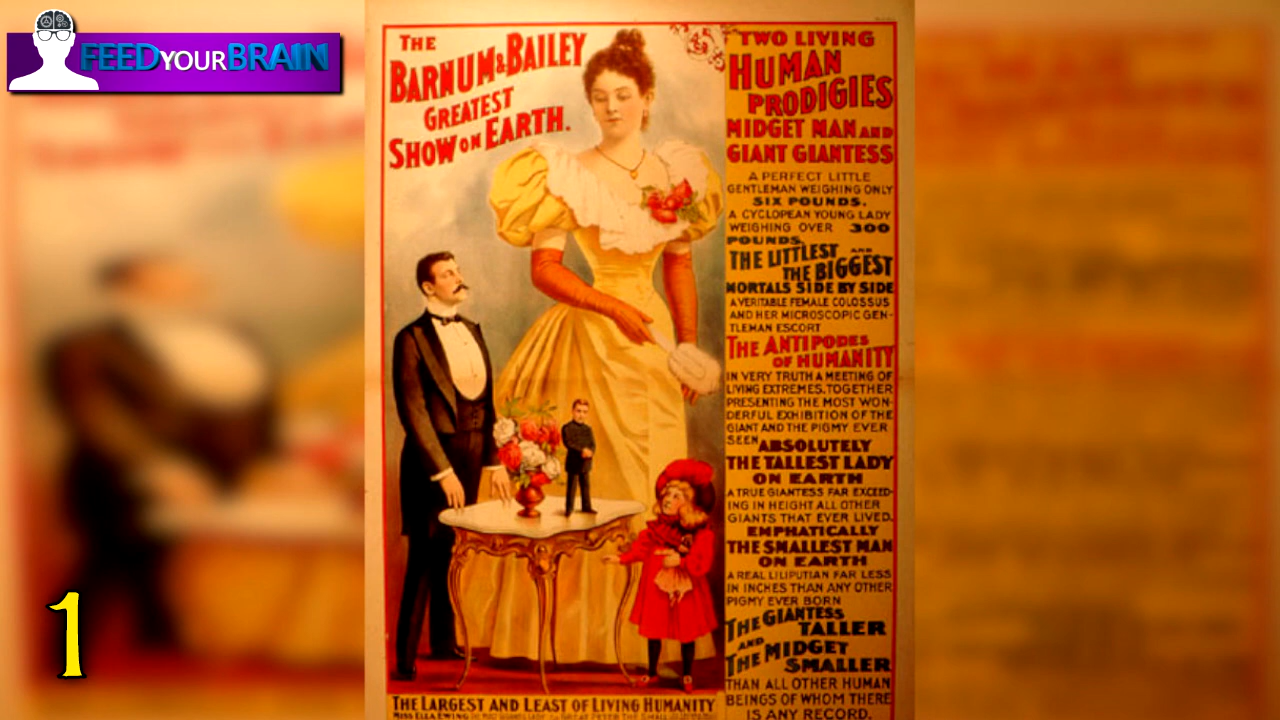 FEEDYOURBRAIN
THE
BARNUM & BAILEY
GREATEST
SHOW ON EARTH.
TWO LIVING
HUMAN
PRODIGIES
MIDGET MAN AND
GIANT GIANTESS
A PERFECT LITTLE
GENTLEMAN WEIGHING ONLY
SIX POUNDS.
A CYCLOPEAN YOUNG LADY
WEIGHING OVER 300
POUNDS.
THE LITTLEST AND
THE BIGGEST
MORTALS SIDE BY SIDE
A VERITABLE FEMALE COLOSSUS
AND HER MICROSCOPIC GEN-
TLEMAN ESCORT
THE ANTIPODES
OF HUMANITY
IN VERY TRUTH A MEETING OF
LIVING EXTREMES, TOGETHER
PRESENTING THE MOST WON-
DERFUL EXHIBITION OF THE
GIANT AND THE PIGMY EVER
SEEN ABSOLUTELY
THE TALLEST LADY
ON EARTH
A TRUE GIANTESS FAR EXCEED-
ING IN HEIGHT ALL OTHER
GIANTS THAT EVER LIVED.
EMPHATICALLY
THE SMALLEST MAN
ON EARTH
A REAL LILIPUTIAN FAR LESS
IN INCHES THAN ANY OTHER
PIGMY EVER BORN
THE GIANTESS
TALLER
AND
THE MIDGET
SMALLER
THAN ALL OTHER HUMAN
BEINGS OF WHOM THERE
IS ANY RECORD.
THE LARGEST AND LEAST OF LIVING HUMANITY
MISS ELLA EWING
1